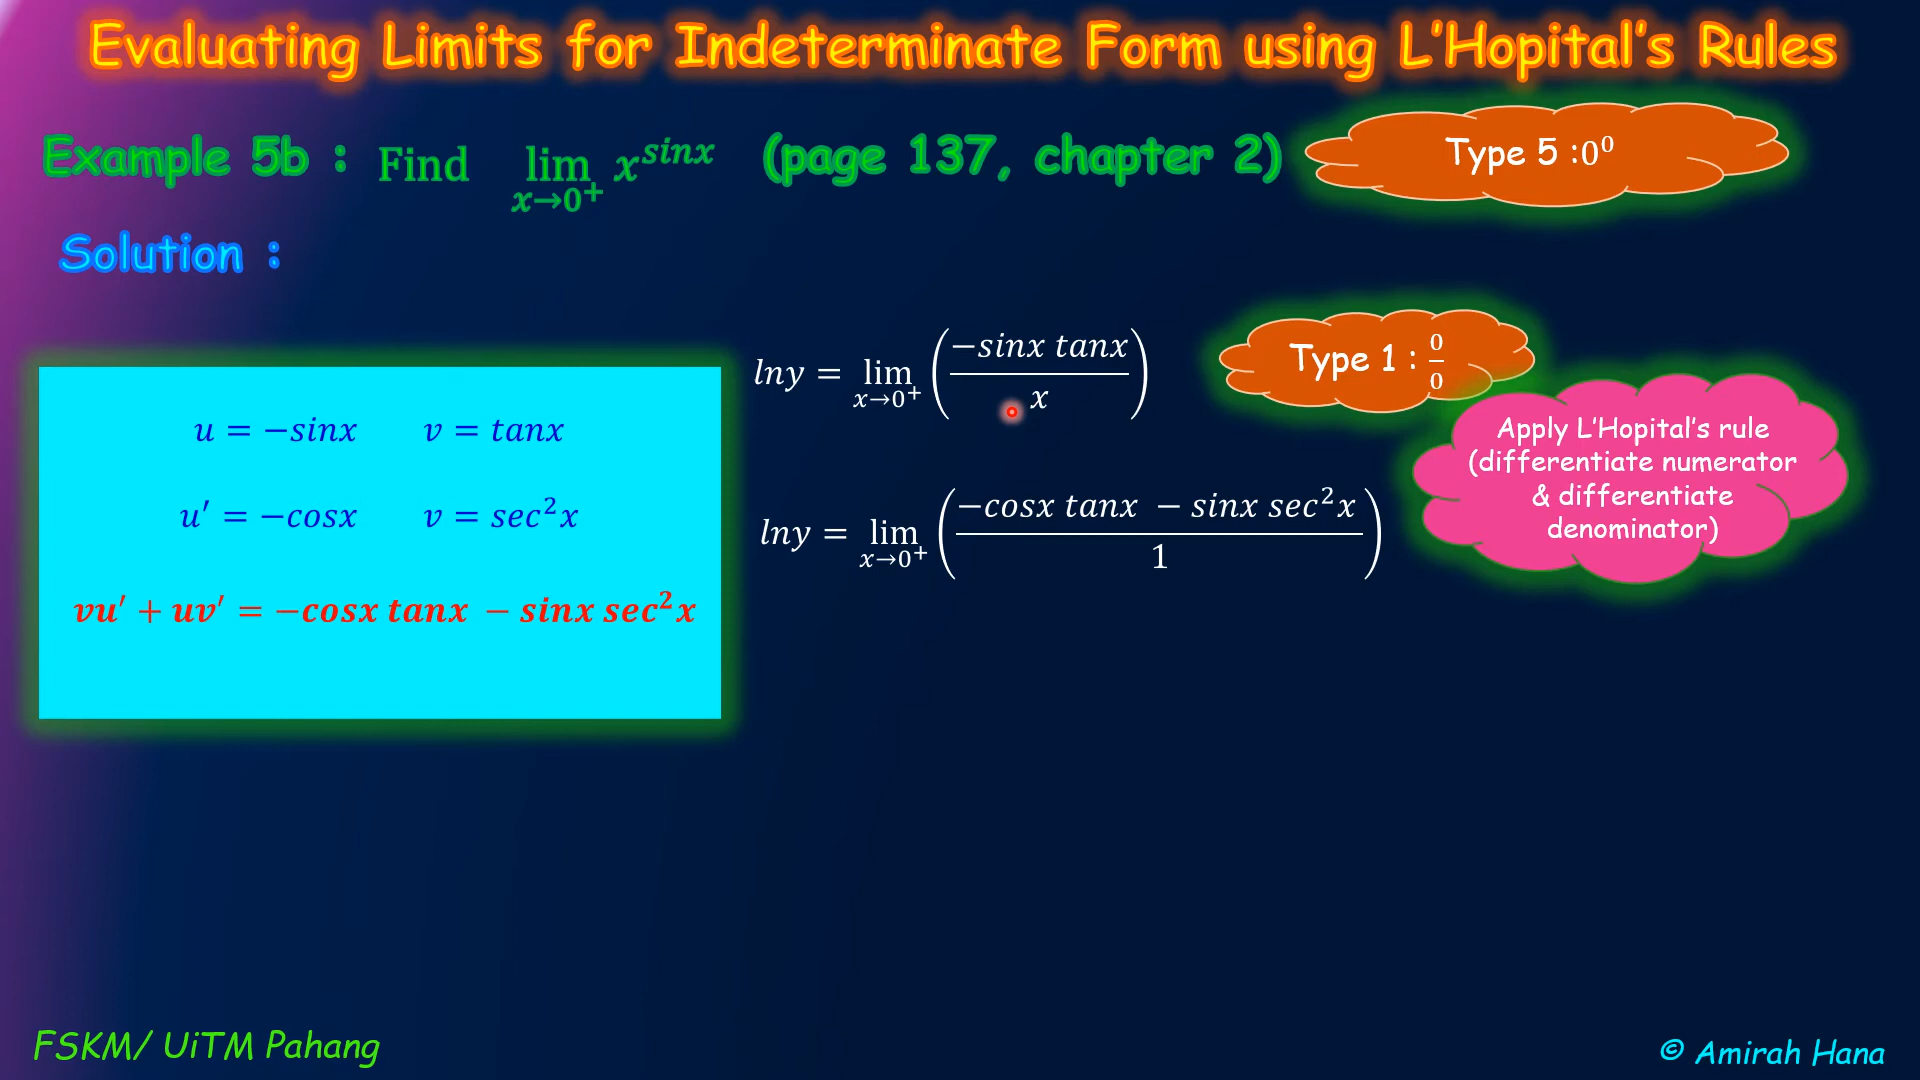 Evaluating Limits for Indeterminate Form using L'Hopital's Rules
Example 5b : Find lim x→0⁺ x^sinx (page 137, chapter 2)
Type 5 :0⁰
Solution :
lny = lim x→0⁺ (−sinx tanx / x)
Type 1 : 0/0
Apply L'Hopital's rule
(differentiate numerator
& differentiate
denominator)
u = −sinx v = tanx
u′ = −cosx v = sec²x
vu′ + uv′ = −cosx tanx − sinx sec²x
lny = lim x→0⁺ (−cosx tanx − sinx sec²x / 1)
FSKM/ UiTM Pahang
© Amirah Hana